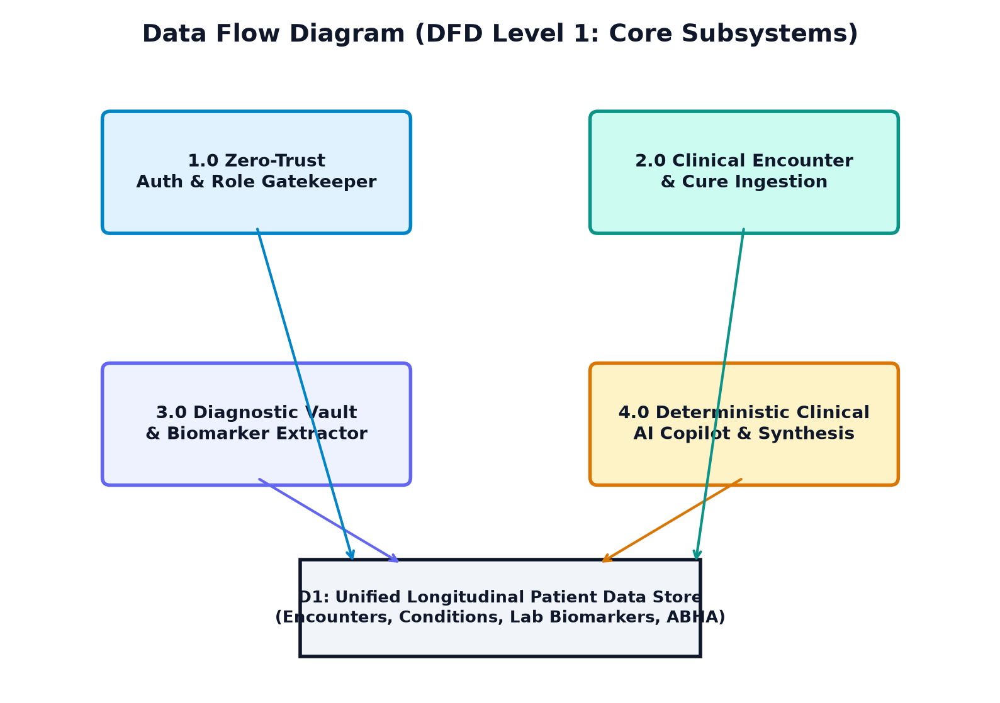 Data Flow Diagram (DFD Level 1: Core Subsystems)
1.0 Zero-Trust
Auth & Role Gatekeeper
2.0 Clinical Encounter
& Cure Ingestion
3.0 Diagnostic Vault
& Biomarker Extractor
4.0 Deterministic Clinical
AI Copilot & Synthesis
D1: Unified Longitudinal Patient Data Store
(Encounters, Conditions, Lab Biomarkers, ABHA)